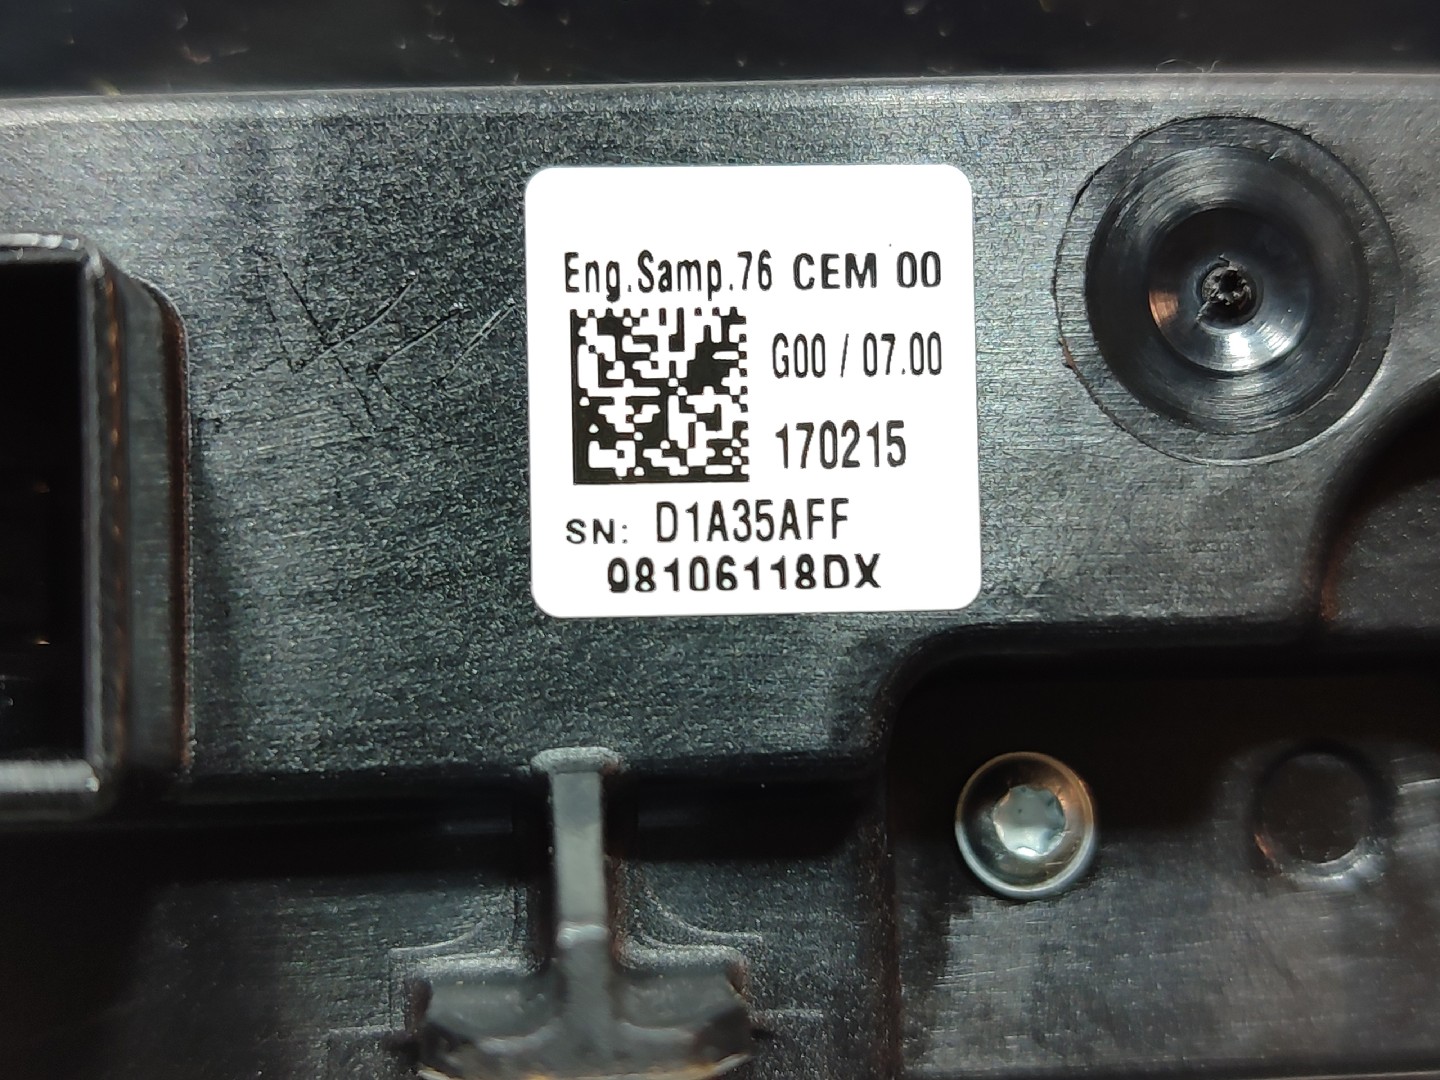 Eng.Samp.76 CEM 00
G00 / 07.00
170215
SN: D1A35AFF
98106118DX